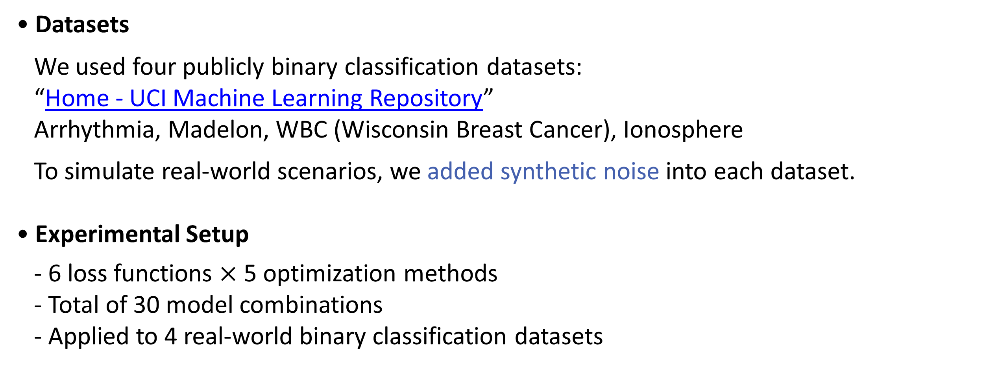 • Datasets
We used four publicly binary classification datasets:
“Home - UCI Machine Learning Repository”
Arrhythmia, Madelon, WBC (Wisconsin Breast Cancer), Ionosphere
To simulate real-world scenarios, we added synthetic noise into each dataset.
• Experimental Setup
- 6 loss functions × 5 optimization methods
- Total of 30 model combinations
- Applied to 4 real-world binary classification datasets